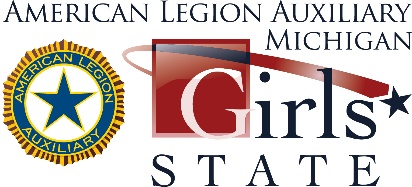 AMERICAN LEGION AUXILIARY
MICHIGAN
AMERICAN LEGION
AUXILIARY
Girls
STATE